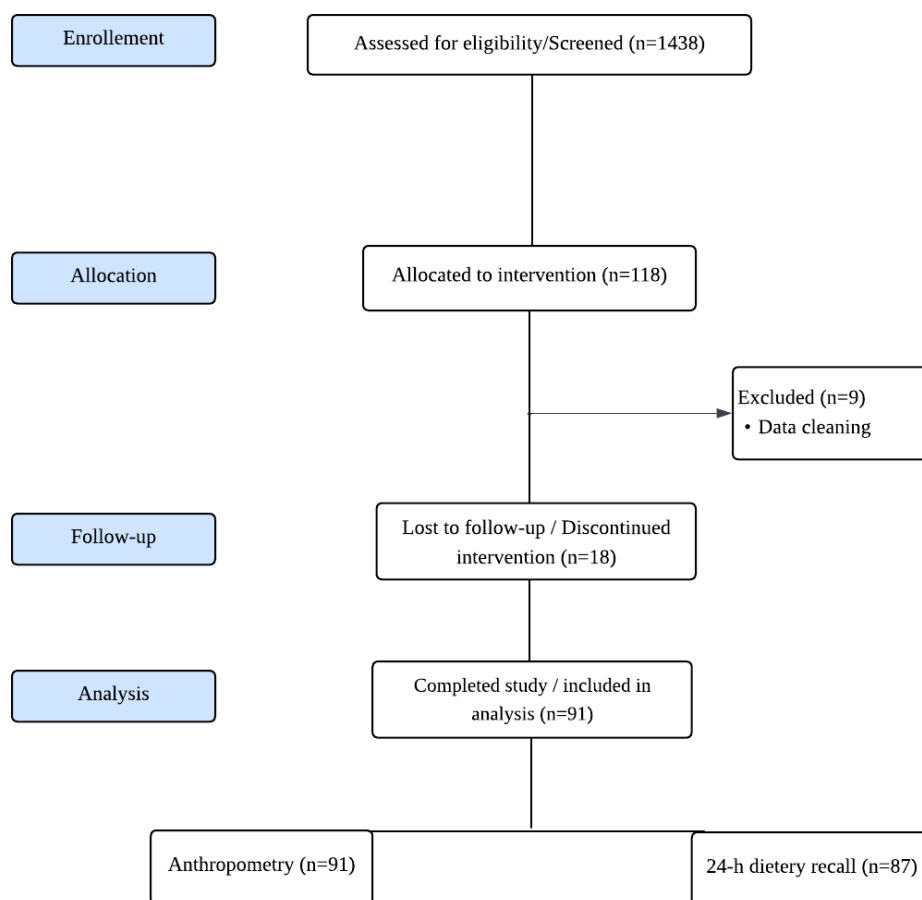 Enrollement
Assessed for eligibility/Screened (n=1438)
Allocation
Allocated to intervention (n=118)
Excluded (n=9)
• Data cleaning
Follow-up
Lost to follow-up / Discontinued
intervention (n=18)
Analysis
Completed study / included in
analysis (n=91)
Anthropometry (n=91)
24-h dietery recall (n=87)